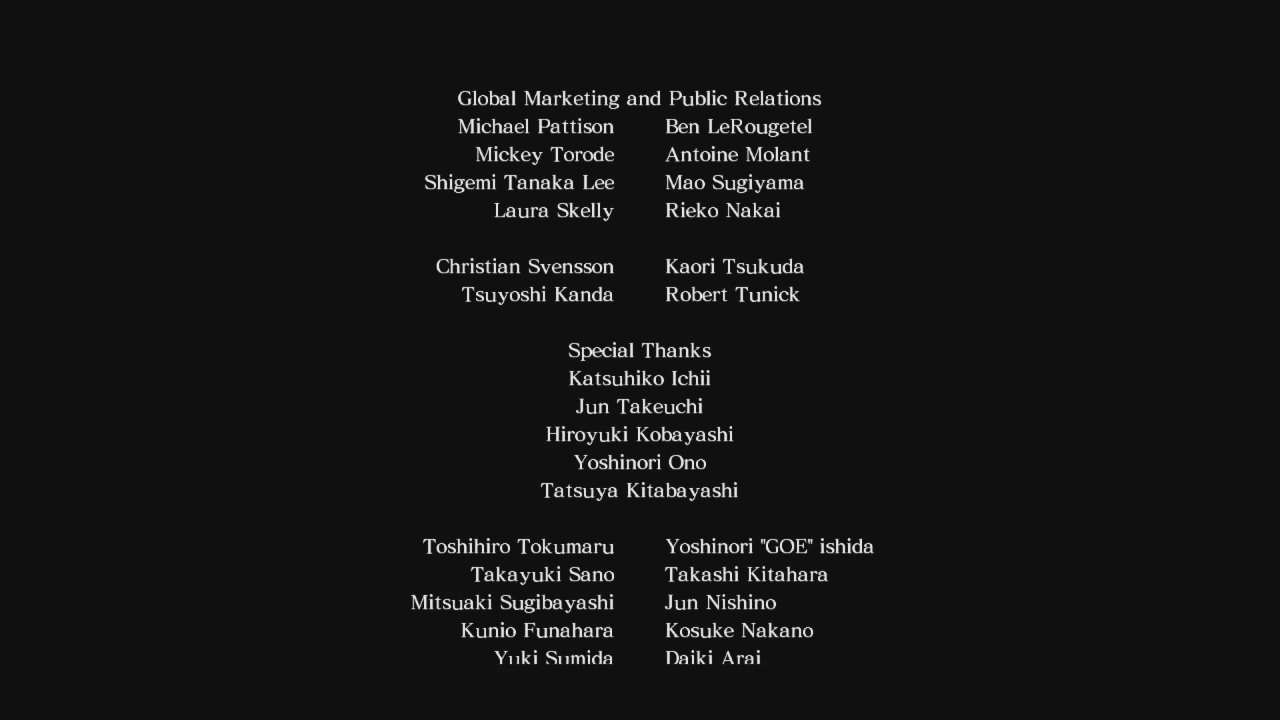 Global Marketing and Public Relations
Michael Pattison Ben LeRougetel
Mickey Torode Antoine Molant
Shigemi Tanaka Lee Mao Sugiyama
Laura Skelly Rieko Nakai
Christian Svensson Kaori Tsukuda
Tsuyoshi Kanda Robert Tunick
Special Thanks
Katsuhiko Ichii
Jun Takeuchi
Hiroyuki Kobayashi
Yoshinori Ono
Tatsuya Kitabayashi
Toshihiro Tokumaru Yoshinori "GOE" ishida
Takayuki Sano Takashi Kitahara
Mitsuaki Sugibayashi Jun Nishino
Kunio Funahara Kosuke Nakano
Yuki Sumida Daiki Arai